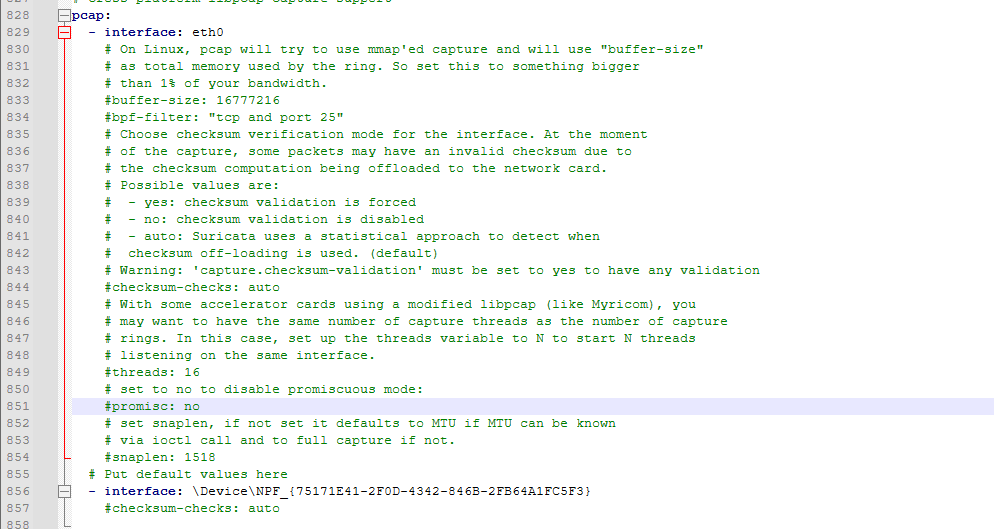 828 pcap:
829   - interface: eth0
830     # On Linux, pcap will try to use mmap'ed capture and will use "buffer-size"
831     # as total memory used by the ring. So set this to something bigger
832     # than 1% of your bandwidth.
833     #buffer-size: 16777216
834     #bpf-filter: "tcp and port 25"
835     # Choose checksum verification mode for the interface. At the moment
836     # of the capture, some packets may have an invalid checksum due to
837     # the checksum computation being offloaded to the network card.
838     # Possible values are:
839     #  - yes: checksum validation is forced
840     #  - no: checksum validation is disabled
841     #  - auto: Suricata uses a statistical approach to detect when
842     #  checksum off-loading is used. (default)
843     # Warning: 'capture.checksum-validation' must be set to yes to have any validation
844     #checksum-checks: auto
845     # With some accelerator cards using a modified libpcap (like Myricom), you
846     # may want to have the same number of capture threads as the number of capture
847     # rings. In this case, set up the threads variable to N to start N threads
848     # listening on the same interface.
849     #threads: 16
850     # set to no to disable promiscuous mode:
851     #promisc: no
852     # set snaplen, if not set it defaults to MTU if MTU can be known
853     # via ioctl call and to full capture if not.
854     #snaplen: 1518
855   # Put default values here
856   - interface: \Device\NPF_{75171E41-2F0D-4342-846B-2FB64A1FC5F3}
857     #checksum-checks: auto
858